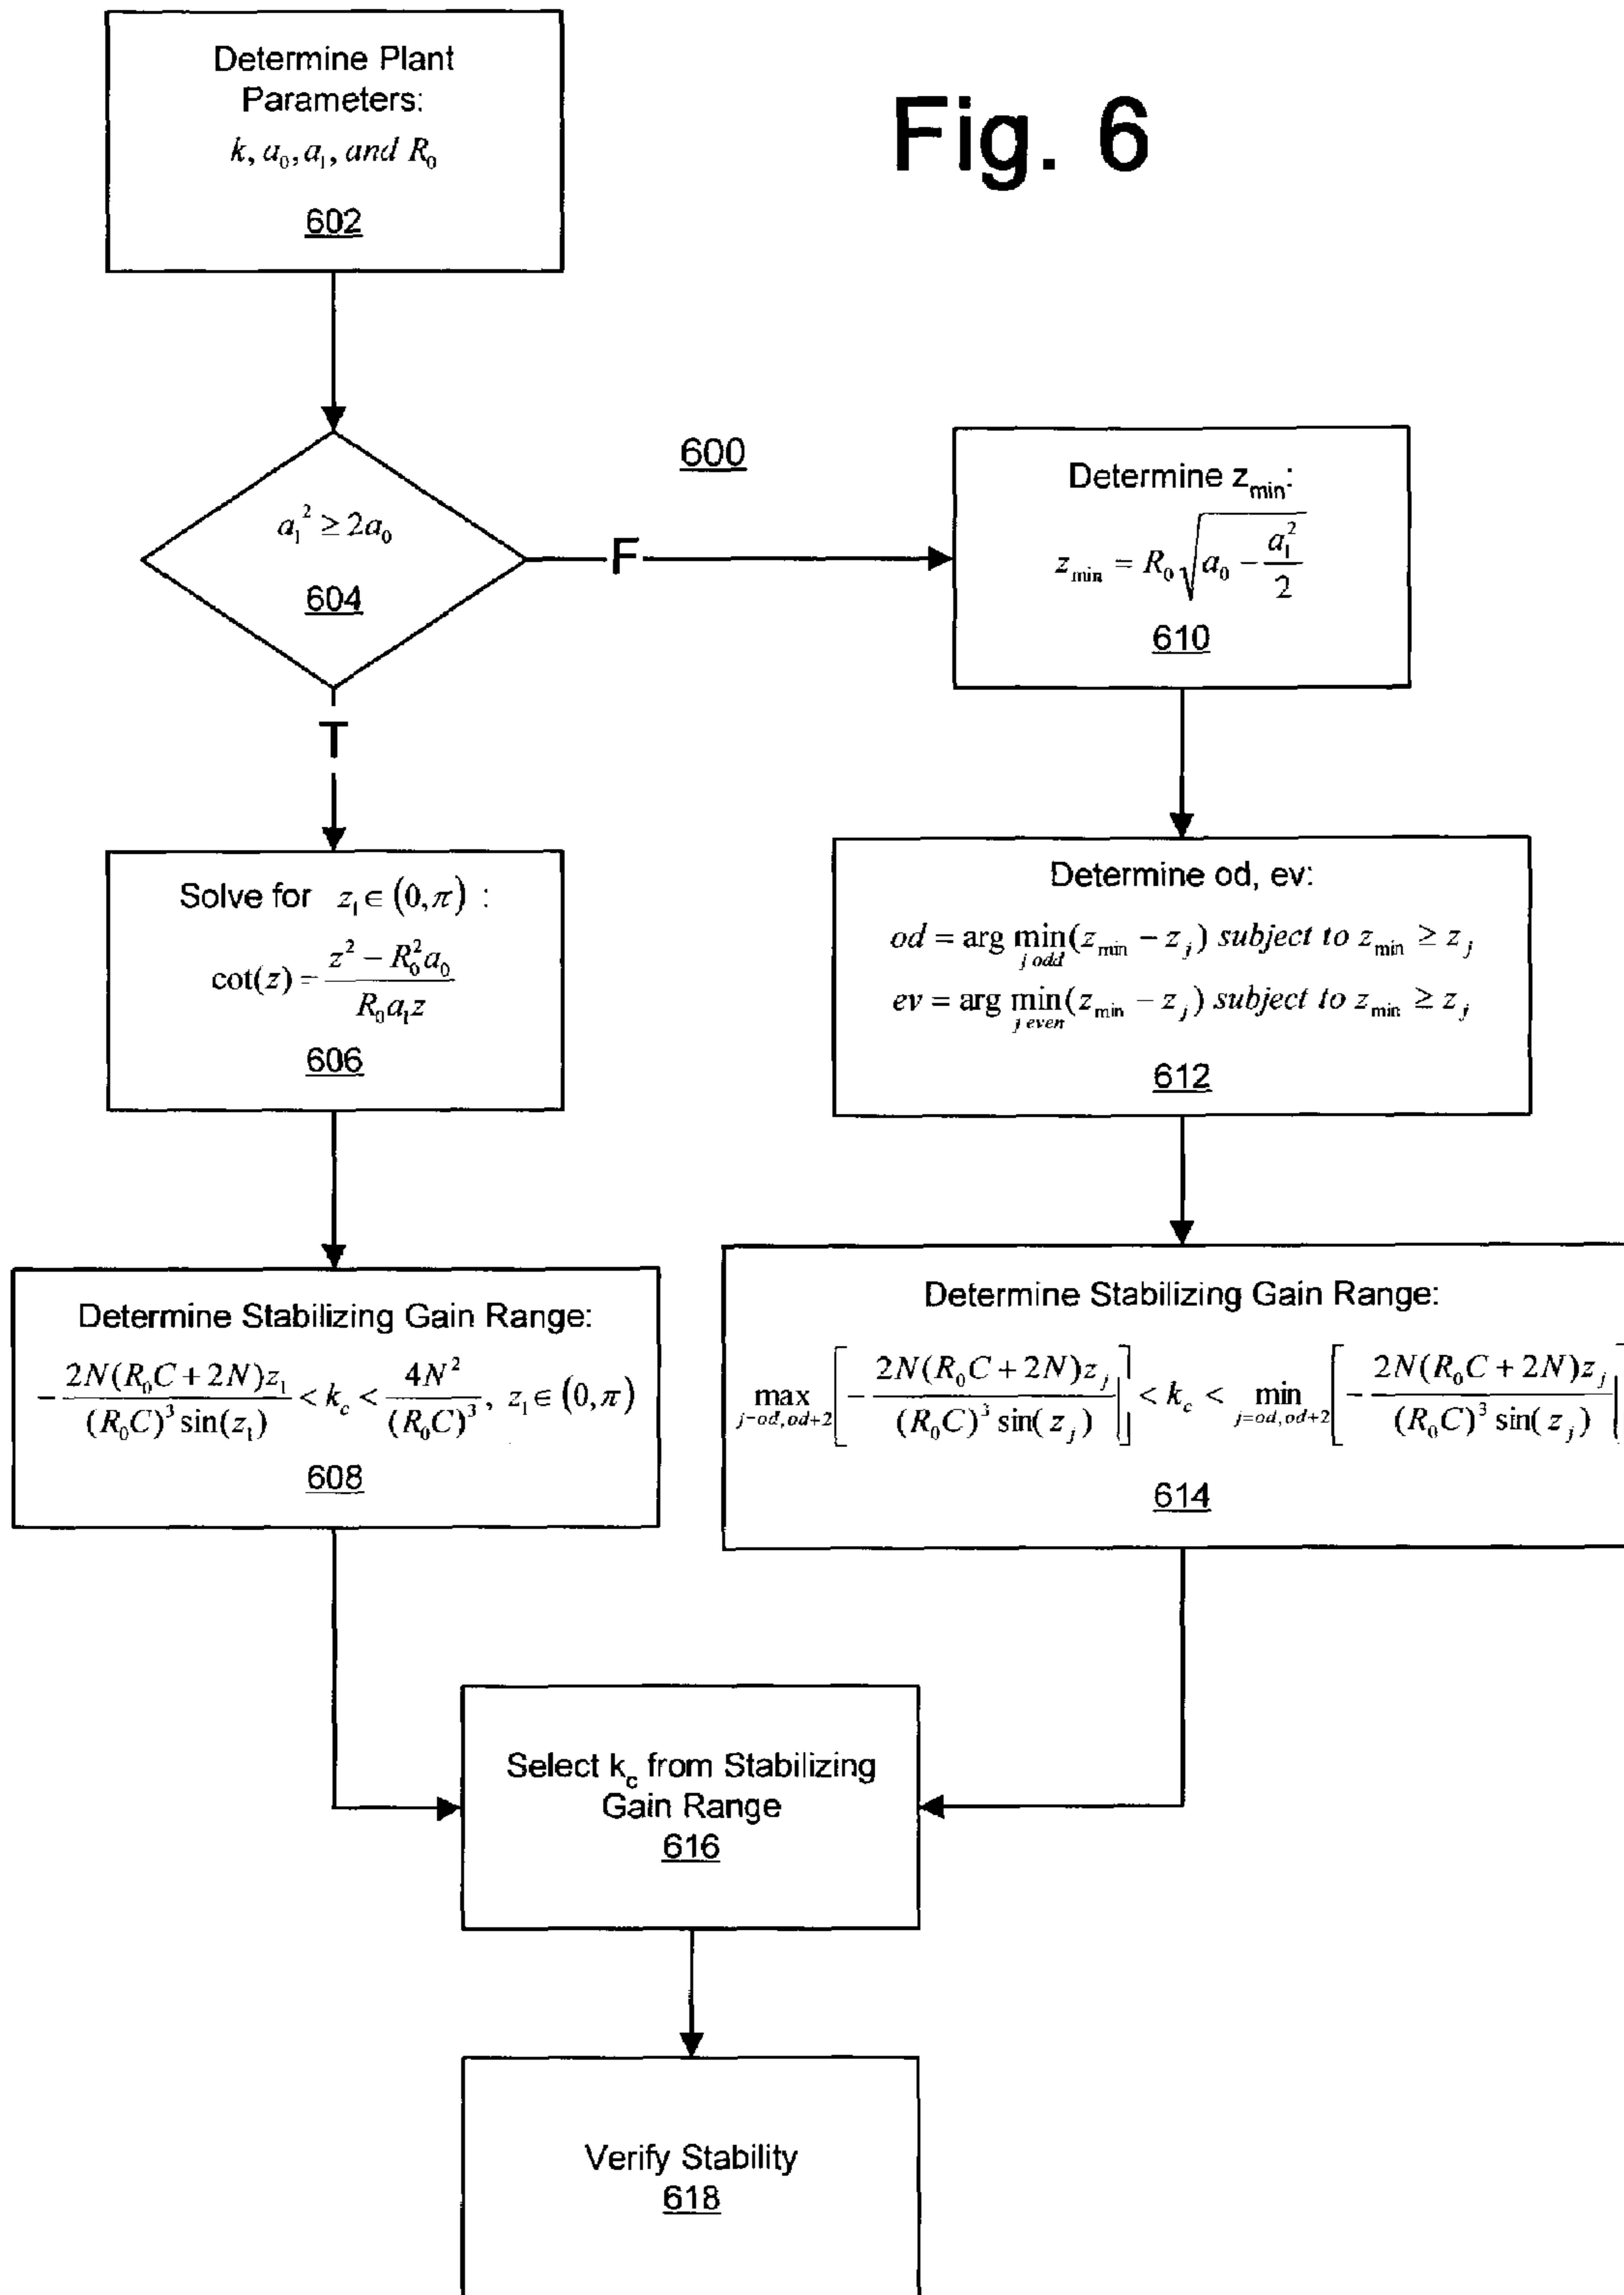 Fig. 6
Determine Plant
Parameters:
k, a₀, a₁, and R₀
602
600
a₁² ≥ 2a₀
604
F
T
Determine z_min:
z_min = R₀√(a₀ − a₁²/2)
610
Solve for z₁ ∈ (0, π) :
cot(z) = (z² − R₀²a₀)/(R₀a₁z)
606
Determine od, ev:
od = arg min_{j odd}(z_min − z_j) subject to z_min ≥ z_j
ev = arg min_{j even}(z_min − z_j) subject to z_min ≥ z_j
612
Determine Stabilizing Gain Range:
−2N(R₀C + 2N)z₁/((R₀C)³ sin(z₁)) < k_c < 4N²/(R₀C)³, z₁ ∈ (0, π)
608
Determine Stabilizing Gain Range:
max_{j=od,od+2}[−2N(R₀C + 2N)z_j/((R₀C)³ sin(z_j))] < k_c < min_{j=od,od+2}[−2N(R₀C + 2N)z_j/((R₀C)³ sin(z_j))]
614
Select k_c from Stabilizing
Gain Range
616
Verify Stability
618